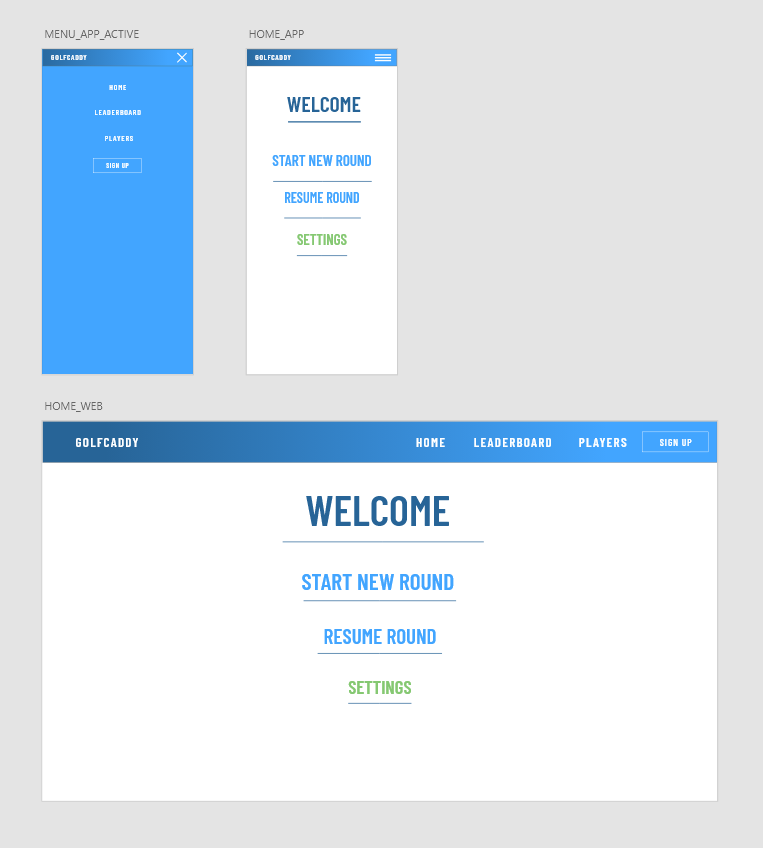 MENU_APP_ACTIVE
GOLFCADDY
HOME
LEADERBOARD
PLAYERS
SIGN UP
HOME_APP
GOLFCADDY
WELCOME
START NEW ROUND
RESUME ROUND
SETTINGS
HOME_WEB
GOLFCADDY HOME LEADERBOARD PLAYERS SIGN UP
WELCOME
START NEW ROUND
RESUME ROUND
SETTINGS